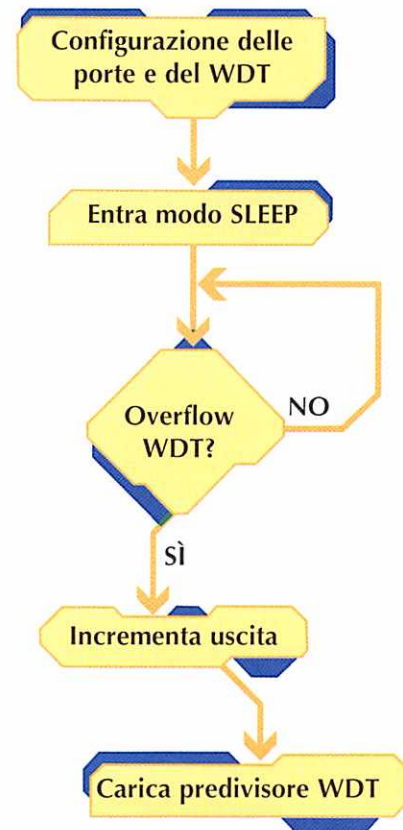 Configurazione delle
porte e del WDT
Entra modo SLEEP
Overflow
WDT?
NO
SÌ
Incrementa uscita
Carica predivisore WDT